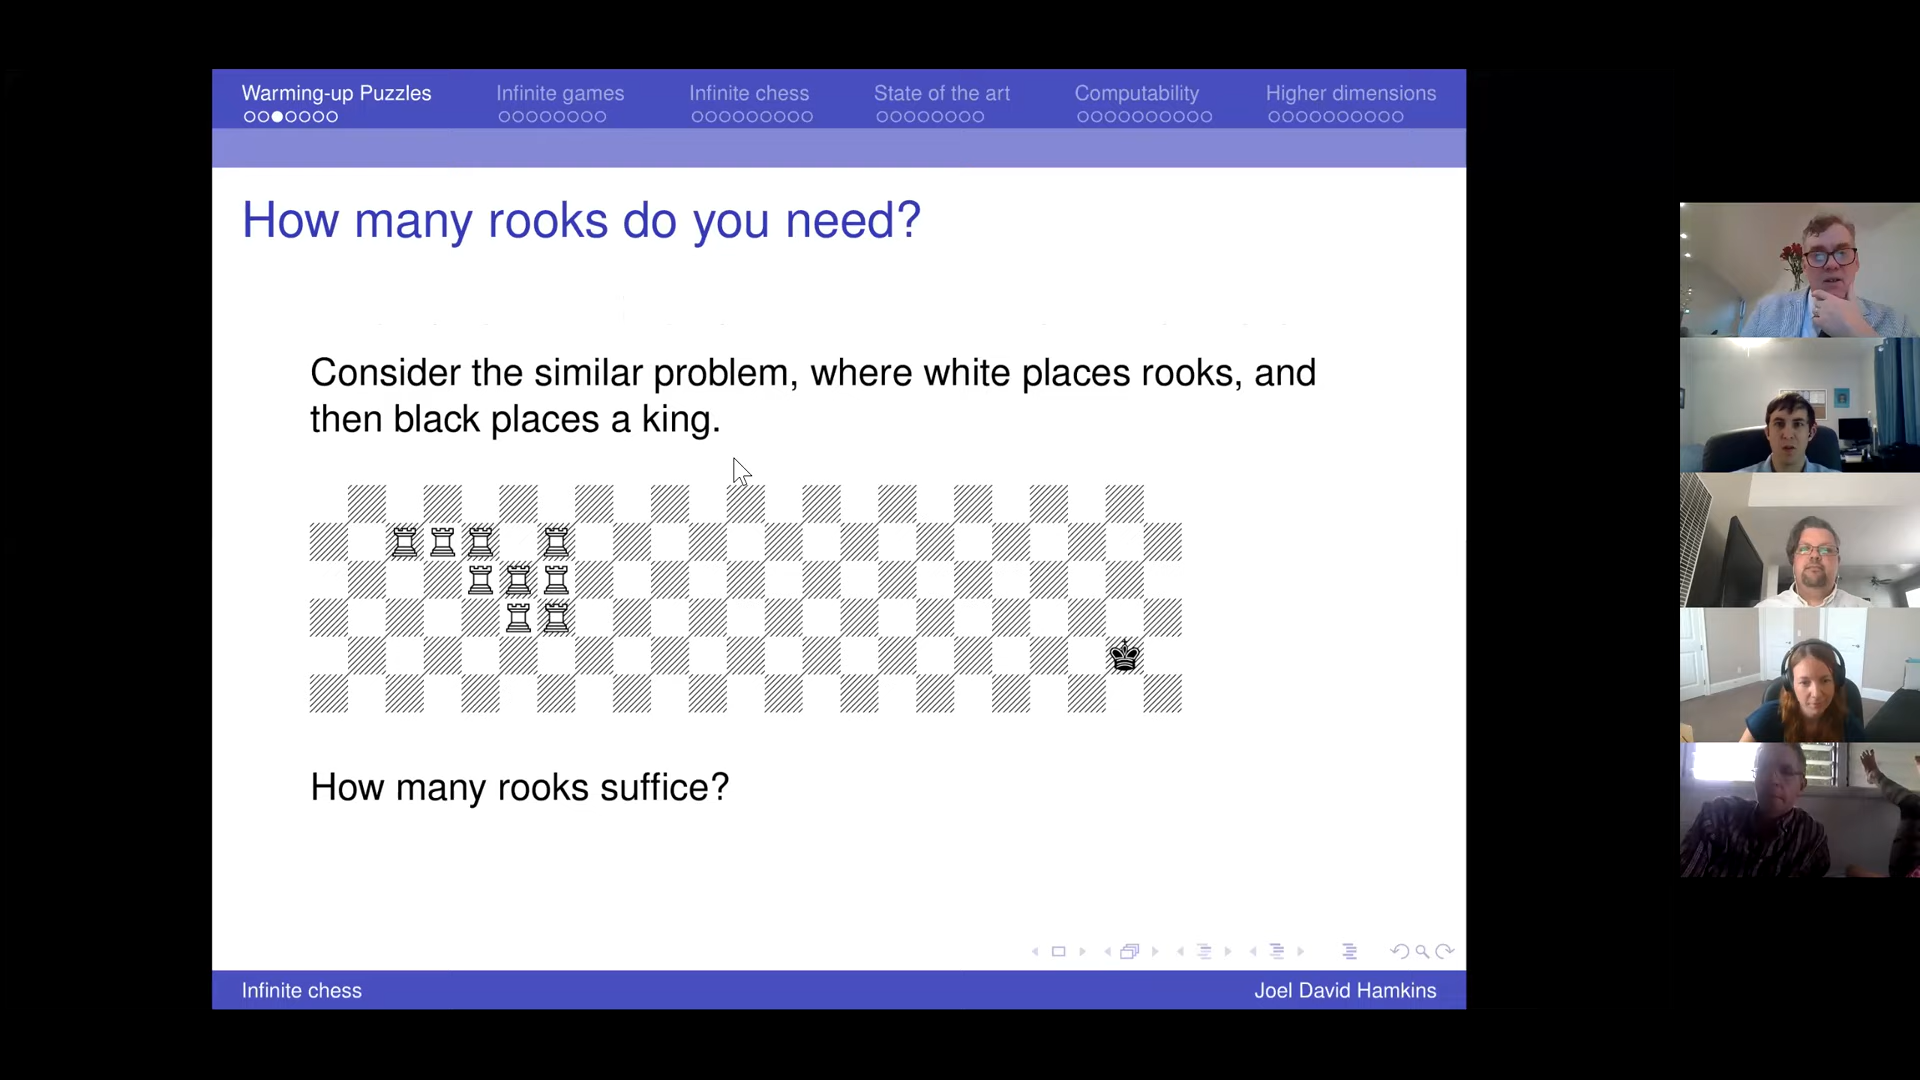 Warming-up Puzzles Infinite games Infinite chess State of the art Computability Higher dimensions
How many rooks do you need?
Consider the similar problem, where white places rooks, and
then black places a king.
How many rooks suffice?
Infinite chess Joel David Hamkins